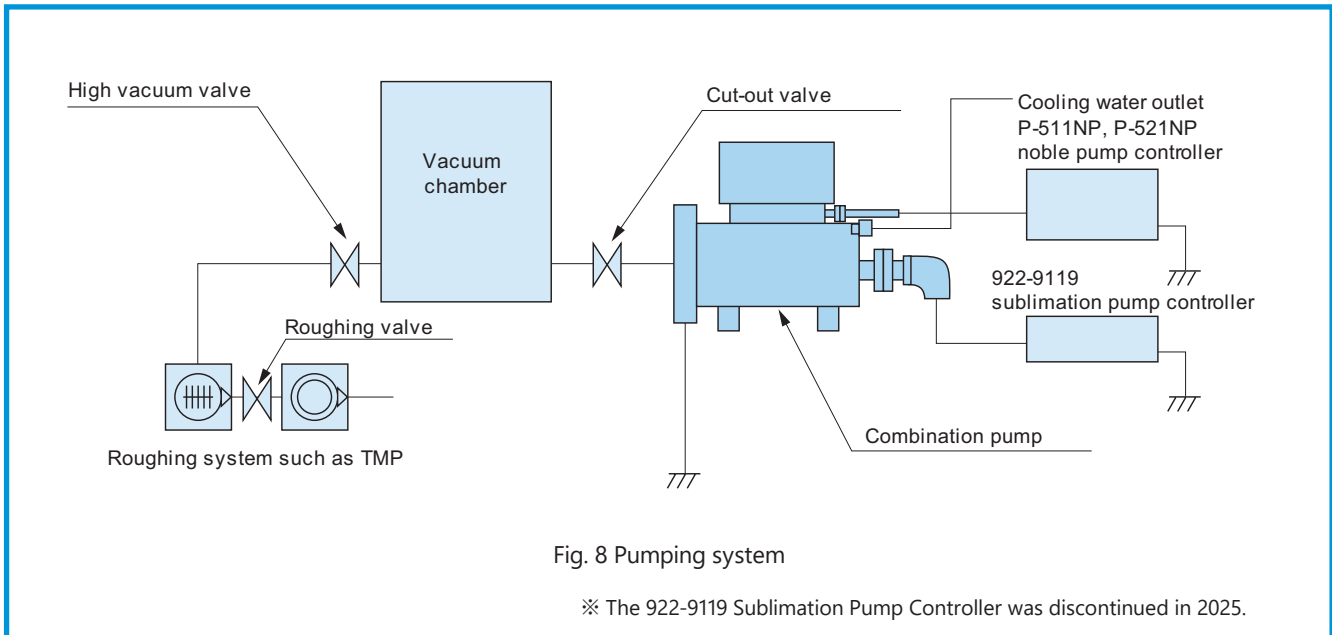 High vacuum valve
Vacuum
chamber
Cut-out valve
Cooling water outlet
P-511NP, P-521NP
noble pump controller
922-9119
sublimation pump controller
Roughing valve
Combination pump
Roughing system such as TMP
Fig. 8 Pumping system
※ The 922-9119 Sublimation Pump Controller was discontinued in 2025.